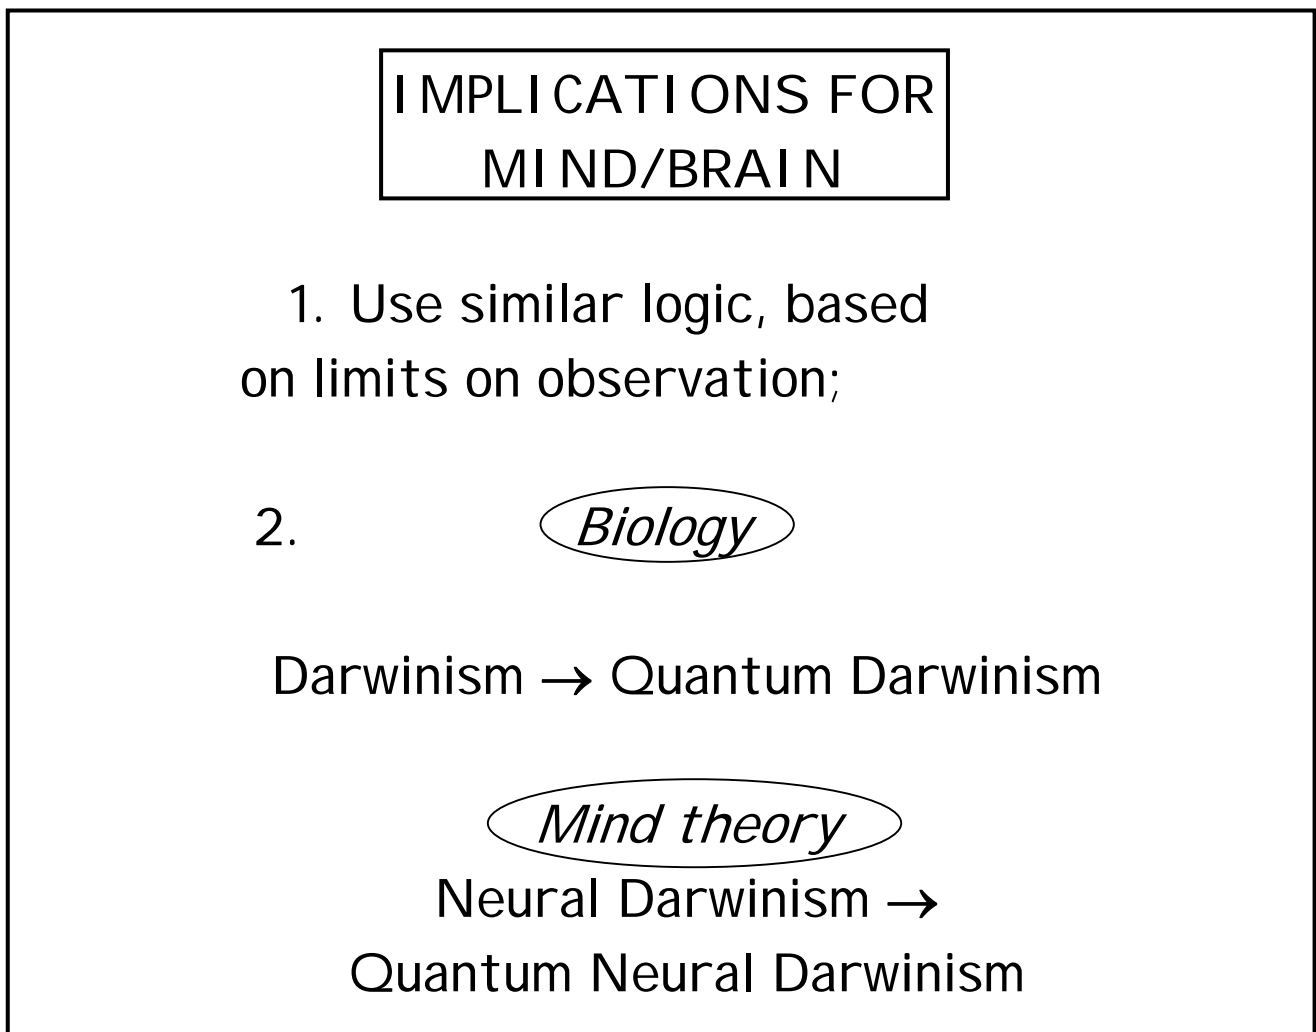 IMPLICATIONS FOR
MIND/BRAIN
1. Use similar logic, based
on limits on observation;
2. Biology
Darwinism → Quantum Darwinism
Mind theory
Neural Darwinism →
Quantum Neural Darwinism